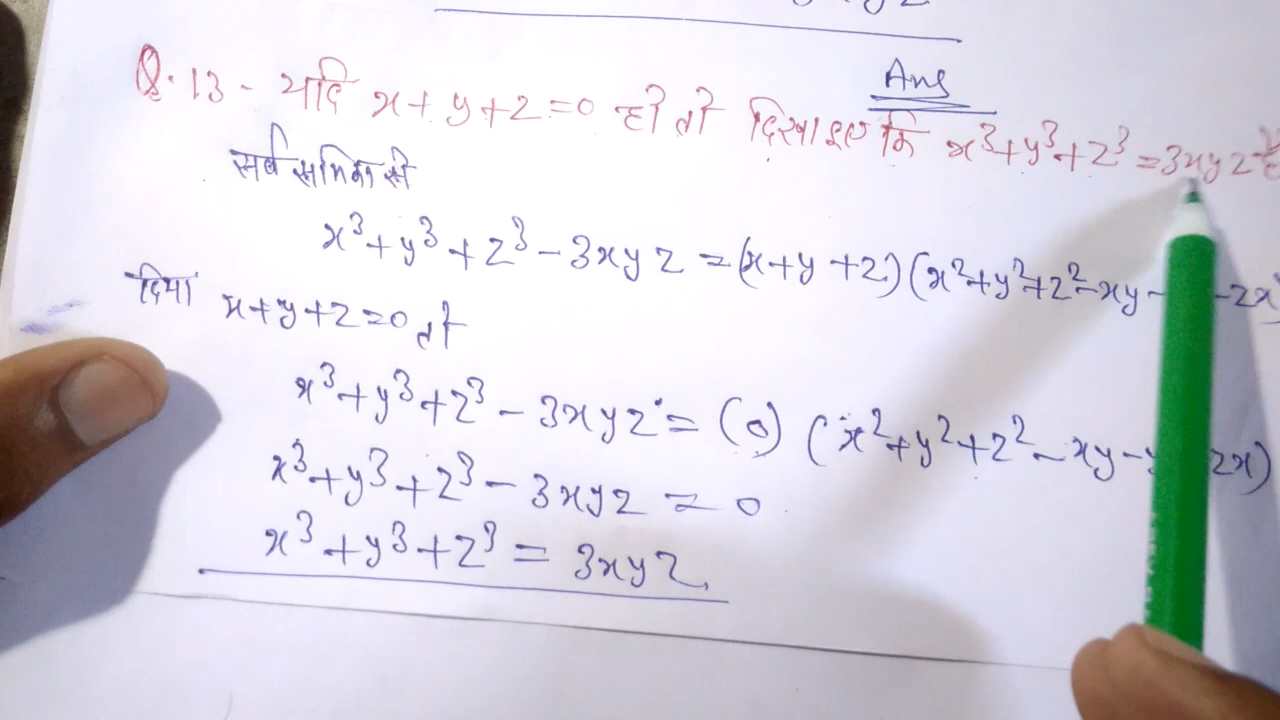 Ans
Q.13 - यदि x+y+z=0 हो तो दिखाइए कि x³+y³+z³=3xyz है
सर्वसमिका से
x³+y³+z³-3xyz=(x+y+z)(x²+y²+z²-xy- -zx)
दिया x+y+z=0 तो
x³+y³+z³-3xyz=(0)(x²+y²+z²-xy-y zx)
x³+y³+z³-3xyz=0
x³+y³+z³=3xyz